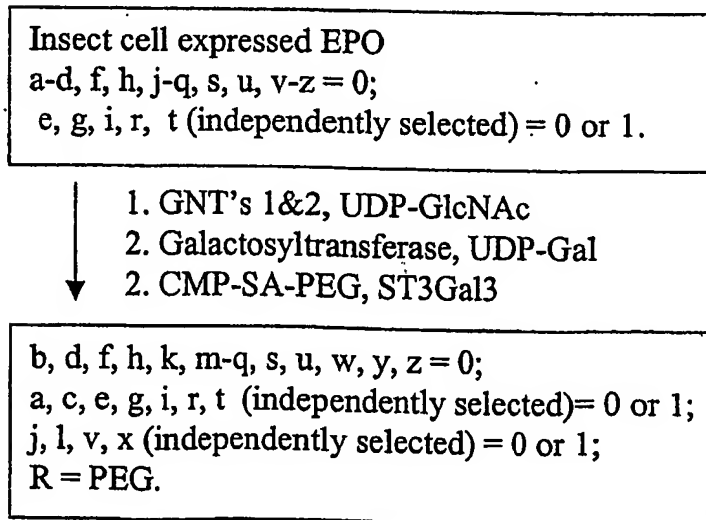 Insect cell expressed EPO
a-d, f, h, j-q, s, u, v-z = 0;
e, g, i, r, t (independently selected) = 0 or 1.
1. GNT's 1&2, UDP-GlcNAc
2. Galactosyltransferase, UDP-Gal
2. CMP-SA-PEG, ST3Gal3
b, d, f, h, k, m-q, s, u, w, y, z = 0;
a, c, e, g, i, r, t (independently selected)= 0 or 1;
j, l, v, x (independently selected) = 0 or 1;
R = PEG.